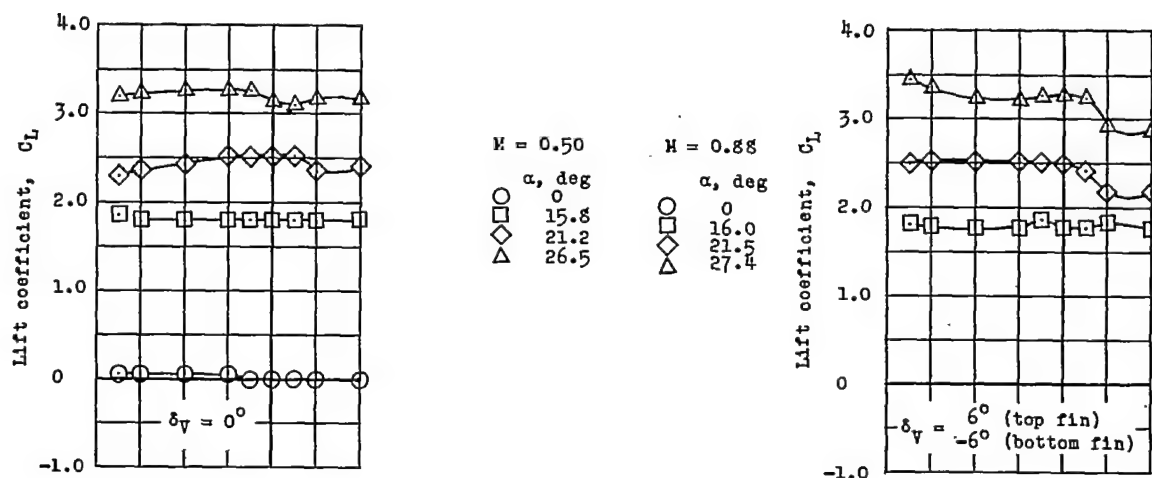 4.0
3.0
2.0
1.0
0
-1.0
Lift coefficient, C_L
δ_V = 0°
M = 0.50
α, deg
0
15.8
21.2
26.5
M = 0.88
α, deg
0
16.0
21.5
27.4
4.0
3.0
2.0
1.0
0
-1.0
Lift coefficient, C_L
δ_V = 6° (top fin)
-6° (bottom fin)